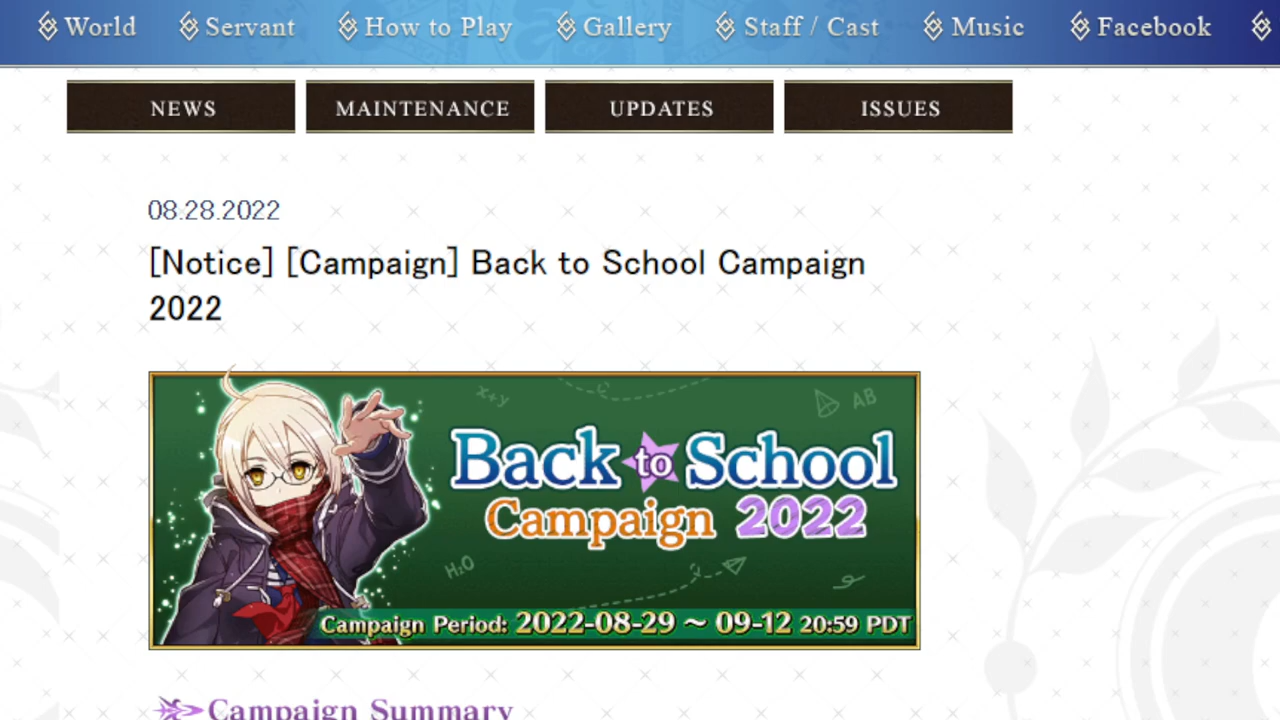 World Servant How to Play Gallery Staff / Cast Music Facebook
NEWS MAINTENANCE UPDATES ISSUES
08.28.2022
[Notice] [Campaign] Back to School Campaign
2022
x+y
AB
Back to School
Campaign 2022
H₂O
Campaign Period: 2022-08-29 ~ 09-12 20:59 PDT
Campaign Summary